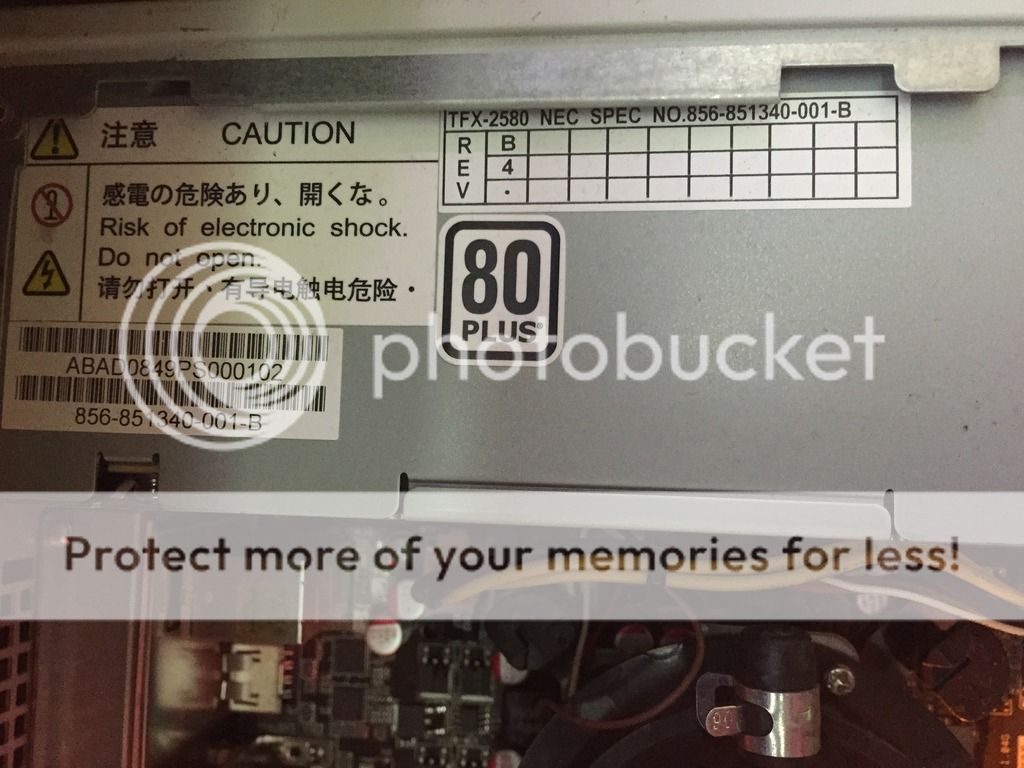 注意 CAUTION
感電の危険あり、開くな。
Risk of electronic shock.
Do not open.
请勿打开、有导电触电危险・
TFX-2580 NEC SPEC NO.856-851340-001-B
R B
E 4
V .
80
PLUS®
ABAD0849PS000102
856-851340-001-B
photobucket
Protect more of your memories for less!